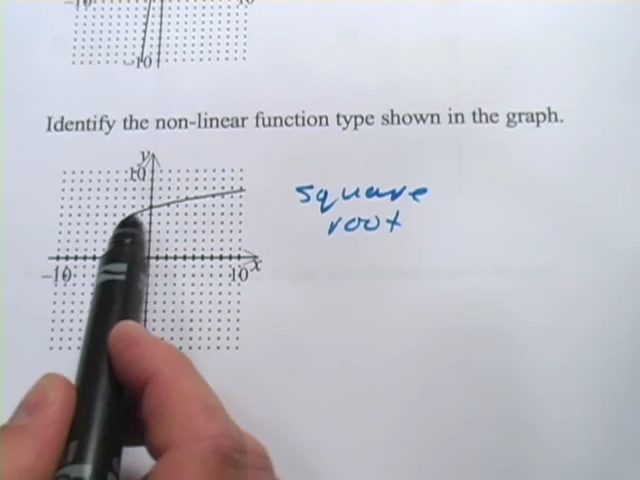 -10 10
-10
Identify the non-linear function type shown in the graph.
y
10
square
root
-10 10 x